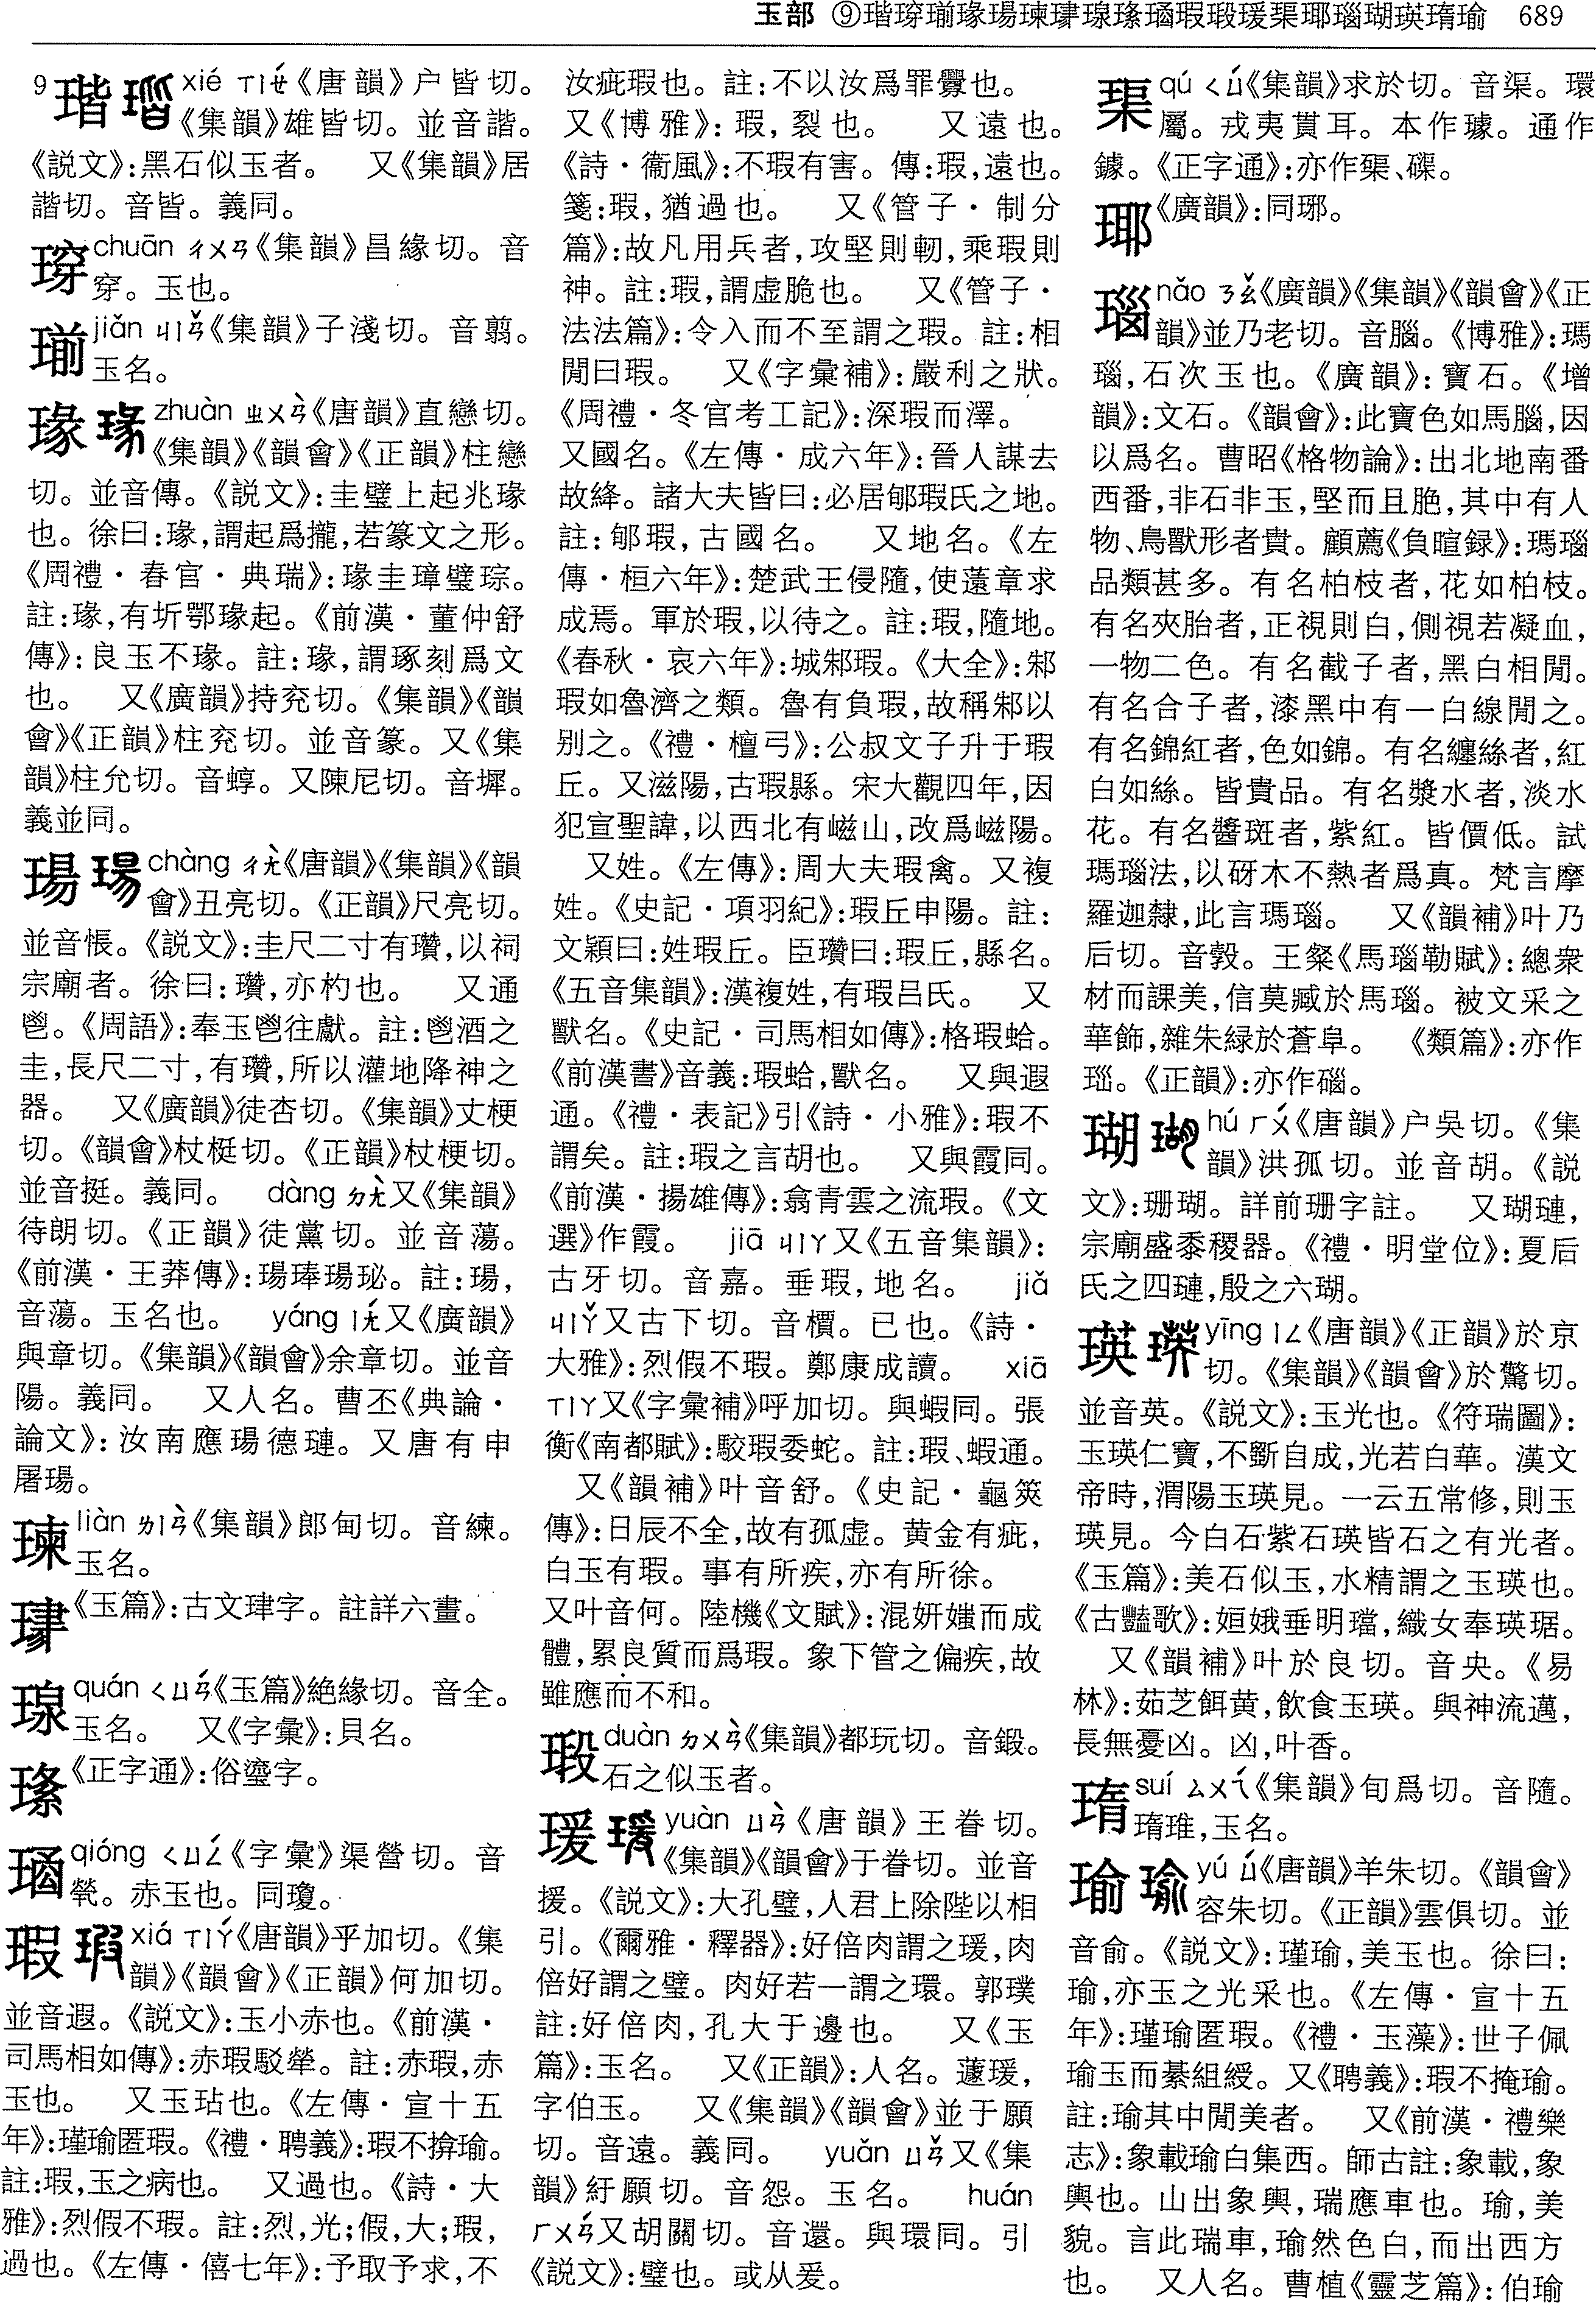 玉部 ⑨瑎㻐㻛瑑瑒㻋㻎㻕瑵㻏瑕瑖瑗璖瑘瑙瑚瑛㻟瑜 689
9 瑎 xié ㄒㄧㄝˊ《唐韻》户皆切。
《集韻》雄皆切。並音諧。
《説文》:黑石似玉者。 又《集韻》居
諧切。音皆。義同。
chuān ㄔㄨㄢ《集韻》昌緣切。音
穿。玉也。
jiǎn ㄐㄧㄢˇ《集韻》子淺切。音翦。
玉名。
瑑 zhuàn ㄓㄨㄢˋ《唐韻》直戀切。
《集韻》《韻會》《正韻》柱戀
切。並音傳。《説文》:圭璧上起兆瑑
也。徐曰:瑑,謂起爲攏,若篆文之形。
《周禮·春官·典瑞》:瑑圭璋璧琮。
註:瑑,有圻鄂瑑起。《前漢·董仲舒
傳》:良玉不瑑。註:瑑,謂琢刻爲文
也。 又《廣韻》持兖切。《集韻》《韻
會》《正韻》柱兖切。並音篆。又《集
韻》柱允切。音蜳。又陳尼切。音墀。
義並同。
瑒 chàng ㄔㄤˋ《唐韻》《集韻》《韻
會》丑亮切。《正韻》尺亮切。
並音悵。《説文》:圭尺二寸有瓚,以祠
宗廟者。徐曰:瓚,亦杓也。 又通
鬯。《周語》:奉玉鬯往獻。註:鬯酒之
圭,長尺二寸,有瓚,所以灌地降神之
器。 又《廣韻》徒杏切。《集韻》丈梗
切。《韻會》杖梃切。《正韻》杖梗切。
並音挺。義同。 dàng ㄉㄤˋ又《集韻》
待朗切。《正韻》徒黨切。並音蕩。
《前漢·王莽傳》:瑒琫瑒珌。註:瑒,
音蕩。玉名也。 yáng ㄧㄤˊ又《廣韻》
與章切。《集韻》《韻會》余章切。並音
陽。義同。 又人名。曹丕《典論·
論文》:汝南應瑒德璉。又唐有申
屠瑒。
liàn ㄌㄧㄢˋ《集韻》郎甸切。音練。
玉名。
《玉篇》:古文珒字。註詳六畫。
quán ㄑㄩㄢˊ《玉篇》絶緣切。音全。
玉名。 又《字彙》:貝名。
《正字通》:俗瑬字。
qióng ㄑㄩㄥˊ《字彙》渠營切。音
煢。赤玉也。同瓊。
瑕 xiá ㄒㄧㄚˊ《唐韻》乎加切。《集
韻》《韻會》《正韻》何加切。
並音遐。《説文》:玉小赤也。《前漢·
司馬相如傳》:赤瑕駁犖。註:赤瑕,赤
玉也。 又玉玷也。《左傳·宣十五
年》:瑾瑜匿瑕。《禮·聘義》:瑕不揜瑜。
註:瑕,玉之病也。 又過也。《詩·大
雅》:烈假不瑕。註:烈,光;假,大;瑕,
過也。《左傳·僖七年》:予取予求,不
汝疵瑕也。註:不以汝爲罪釁也。
又《博雅》:瑕,裂也。 又遠也。
《詩·衞風》:不瑕有害。傳:瑕,遠也。
箋:瑕,猶過也。 又《管子·制分
篇》:故凡用兵者,攻堅則軔,乘瑕則
神。註:瑕,謂虚脆也。 又《管子·
法法篇》:令入而不至謂之瑕。註:相
閒曰瑕。 又《字彙補》:嚴利之狀。
《周禮·冬官考工記》:深瑕而澤。
又國名。《左傳·成六年》:晉人謀去
故絳。諸大夫皆曰:必居郇瑕氏之地。
註:郇瑕,古國名。 又地名。《左
傳·桓六年》:楚武王侵隨,使薳章求
成焉。軍於瑕,以待之。註:瑕,隨地。
《春秋·哀六年》:城邾瑕。《大全》:邾
瑕如魯濟之類。魯有負瑕,故稱邾以
别之。《禮·檀弓》:公叔文子升于瑕
丘。又滋陽,古瑕縣。宋大觀四年,因
犯宣聖諱,以西北有嵫山,改爲嵫陽。
又姓。《左傳》:周大夫瑕禽。又複
姓。《史記·項羽紀》:瑕丘申陽。註:
文穎曰:姓瑕丘。臣瓚曰:瑕丘,縣名。
《五音集韻》:漢複姓,有瑕吕氏。 又
獸名。《史記·司馬相如傳》:格瑕蛤。
《前漢書》音義:瑕蛤,獸名。 又與遐
通。《禮·表記》引《詩·小雅》:瑕不
謂矣。註:瑕之言胡也。 又與霞同。
《前漢·揚雄傳》:翕青雲之流瑕。《文
選》作霞。 jiā ㄐㄧㄚ又《五音集韻》:
古牙切。音嘉。垂瑕,地名。 jiǎ
ㄐㄧㄚˇ又古下切。音檟。已也。《詩·
大雅》:烈假不瑕。鄭康成讀。 xiā
ㄒㄧㄚ又《字彙補》呼加切。與蝦同。張
衡《南都賦》:駮瑕委蛇。註:瑕、蝦通。
又《韻補》叶音舒。《史記·龜筴
傳》:日辰不全,故有孤虚。黄金有疵,
白玉有瑕。事有所疾,亦有所徐。
又叶音何。陸機《文賦》:混妍媸而成
體,累良質而爲瑕。象下管之偏疾,故
雖應而不和。
瑖 duàn ㄉㄨㄢˋ《集韻》都玩切。音鍛。
石之似玉者。
瑗 yuàn ㄩㄢˋ《唐韻》王眷切。
《集韻》《韻會》于眷切。並音
援。《説文》:大孔璧,人君上除陛以相
引。《爾雅·釋器》:好倍肉謂之瑗,肉
倍好謂之璧。肉好若一謂之環。郭璞
註:好倍肉,孔大于邊也。 又《玉
篇》:玉名。 又《正韻》:人名。蘧瑗,
字伯玉。 又《集韻》《韻會》並于願
切。音遠。義同。 yuǎn ㄩㄢˇ又《集
韻》紆願切。音怨。玉名。 huán
ㄏㄨㄢˊ又胡關切。音還。與環同。引
《説文》:璧也。或从爰。
qú ㄑㄩˊ《集韻》求於切。音渠。環
屬。戎夷貫耳。本作璩。通作
鐻。《正字通》:亦作璖、磲。
瑘 《廣韻》:同琊。
瑙 nǎo ㄋㄠˇ《廣韻》《集韻》《韻會》《正
韻》並乃老切。音腦。《博雅》:瑪
瑙,石次玉也。《廣韻》:寶石。《增
韻》:文石。《韻會》:此寶色如馬腦,因
以爲名。曹昭《格物論》:出北地南番
西番,非石非玉,堅而且脃,其中有人
物、鳥獸形者貴。顧薦《負暄録》:瑪瑙
品類甚多。有名柏枝者,花如柏枝。
有名夾胎者,正視則白,側視若凝血,
一物二色。有名截子者,黑白相閒。
有名合子者,漆黑中有一白線閒之。
有名錦紅者,色如錦。有名纏絲者,紅
白如絲。皆貴品。有名漿水者,淡水
花。有名醬斑者,紫紅。皆價低。試
瑪瑙法,以砑木不熱者爲真。梵言摩
羅迦隸,此言瑪瑙。 又《韻補》叶乃
后切。音㝅。王粲《馬瑙勒賦》:總衆
材而課美,信莫臧於馬瑙。被文采之
華飾,雜朱緑於蒼阜。 《類篇》:亦作
㺁。《正韻》:亦作碯。
瑚 hú ㄏㄨˊ《唐韻》户吳切。《集
韻》洪孤切。並音胡。《説
文》:珊瑚。詳前珊字註。 又瑚璉,
宗廟盛黍稷器。《禮·明堂位》:夏后
氏之四璉,殷之六瑚。
瑛 yīng ㄧㄥ《唐韻》《正韻》於京
切。《集韻》《韻會》於驚切。
並音英。《説文》:玉光也。《符瑞圖》:
玉瑛仁寶,不斲自成,光若白華。漢文
帝時,渭陽玉瑛見。一云五常修,則玉
瑛見。今白石紫石瑛皆石之有光者。
《玉篇》:美石似玉,水精謂之玉瑛也。
《古豔歌》:姮娥垂明璫,織女奉瑛琚。
又《韻補》叶於良切。音央。《易
林》:茹芝餌黄,飲食玉瑛。與神流邁,
長無憂凶。凶,叶香。
suí ㄙㄨㄟˊ《集韻》旬爲切。音隨。
玉名。
瑜 yú ㄩˊ《唐韻》羊朱切。《韻會》
容朱切。《正韻》雲俱切。並
音俞。《説文》:瑾瑜,美玉也。徐曰:
瑜,亦玉之光采也。《左傳·宣十五
年》:瑾瑜匿瑕。《禮·玉藻》:世子佩
瑜玉而綦組綬。又《聘義》:瑕不掩瑜。
註:瑜其中閒美者。 又《前漢·禮樂
志》:象載瑜白集西。師古註:象載,象
輿也。山出象輿,瑞應車也。瑜,美
貌。言此瑞車,瑜然色白,而出西方
也。 又人名。曹植《靈芝篇》:伯瑜